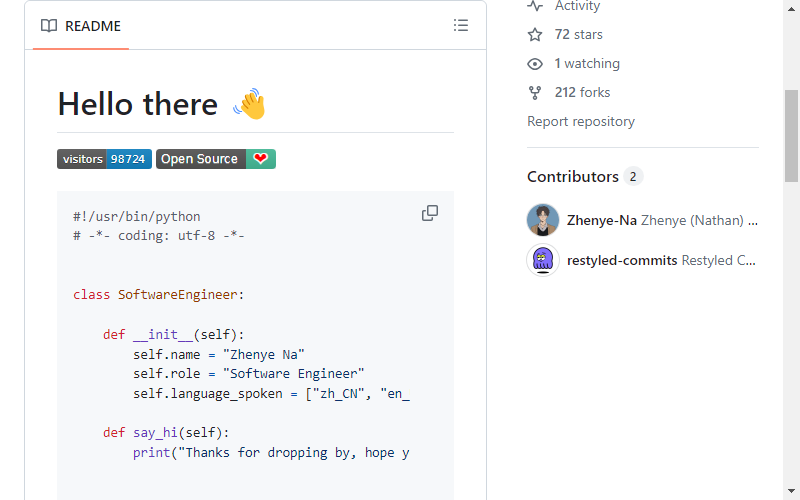 README
Hello there 👋
visitors 98724 Open Source ❤
#!/usr/bin/python
# -*- coding: utf-8 -*-
class SoftwareEngineer:
def __init__(self):
self.name = "Zhenye Na"
self.role = "Software Engineer"
self.language_spoken = ["zh_CN", "en_
def say_hi(self):
print("Thanks for dropping by, hope y
Activity
72 stars
1 watching
212 forks
Report repository
Contributors 2
Zhenye-Na Zhenye (Nathan) ...
restyled-commits Restyled C...